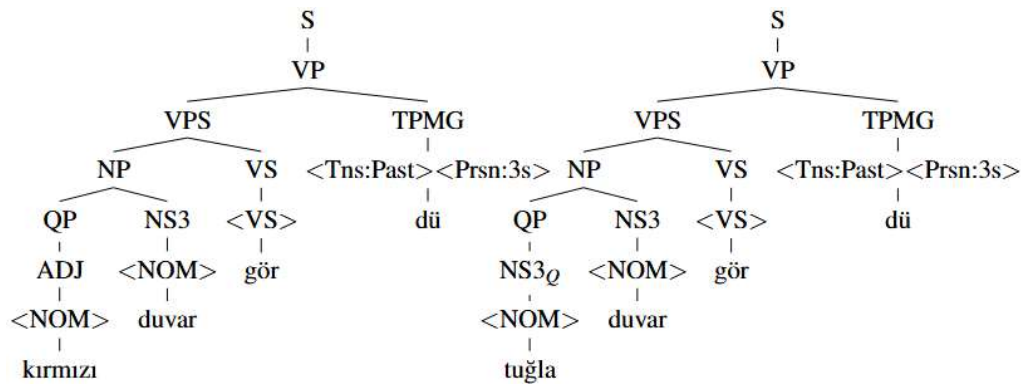 S S
VP VP
VPS TPMG VPS TPMG
NP VS <Tns:Past> <Prsn:3s> NP VS <Tns:Past> <Prsn:3s>
QP NS3 <VS> dü QP NS3 <VS> dü
ADJ <NOM> gör NS3Q <NOM> gör
<NOM> duvar <NOM> duvar
kırmızı tuğla